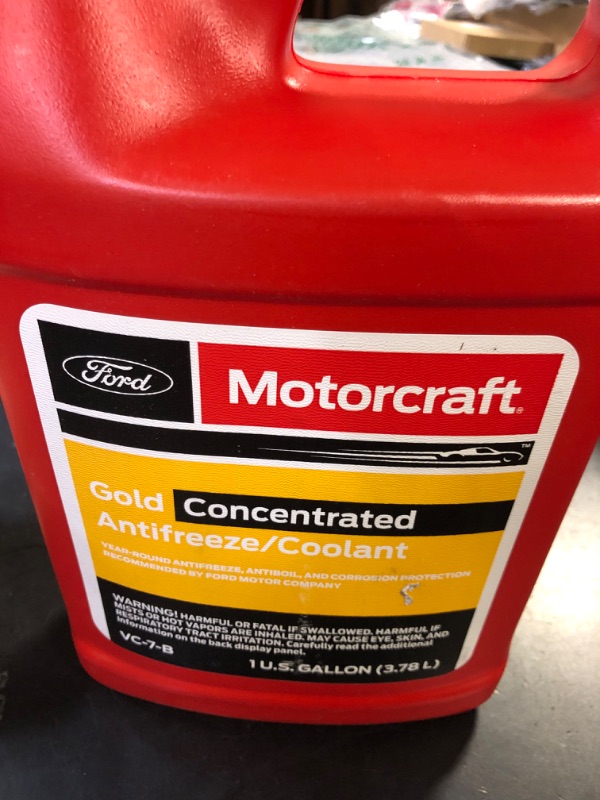 Ford
Motorcraft®
TM
Gold Concentrated
Antifreeze/Coolant
YEAR-ROUND ANTIFREEZE, ANTIBOIL, AND CORROSION PROTECTION
RECOMMENDED BY FORD MOTOR COMPANY
WARNING! HARMFUL OR FATAL IF SWALLOWED. HARMFUL IF
MISTS OR HOT VAPORS ARE INHALED. MAY CAUSE EYE, SKIN, AND
RESPIRATORY TRACT IRRITATION. Carefully read the additional
information on the back display panel.
VC-7-B
1 U.S. GALLON (3.78 L)